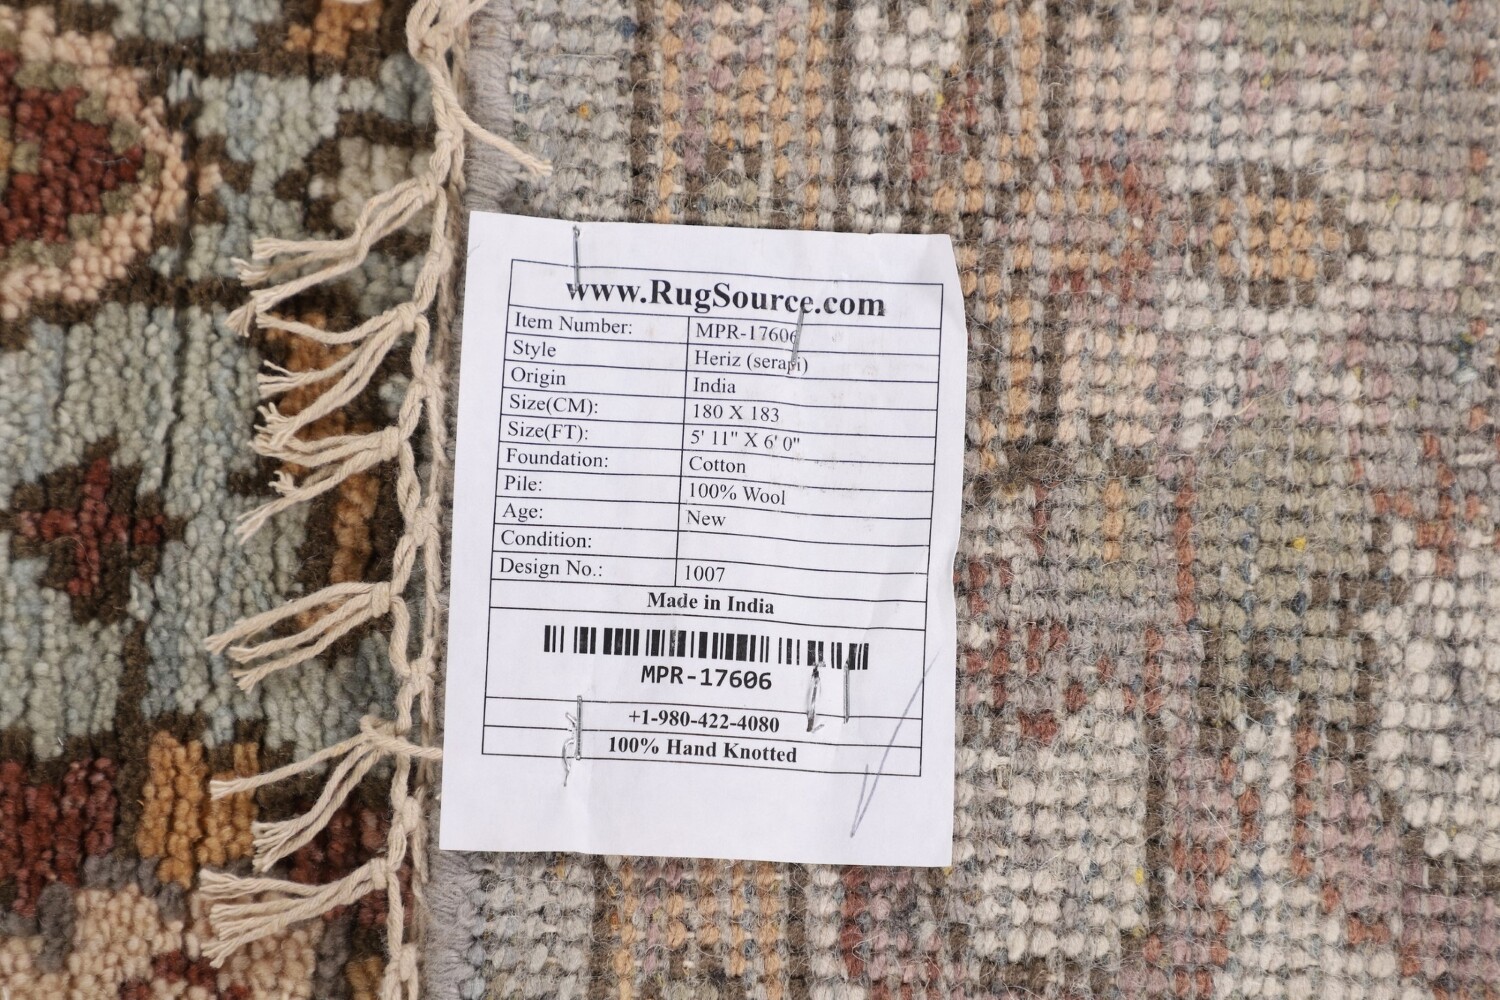 www.RugSource.com
Item Number: MPR-17606
Style Heriz (serapi)
Origin India
Size(CM): 180 X 183
Size(FT): 5' 11" X 6' 0"
Foundation: Cotton
Pile: 100% Wool
Age: New
Condition:
Design No.: 1007
Made in India
MPR-17606
+1-980-422-4080
100% Hand Knotted